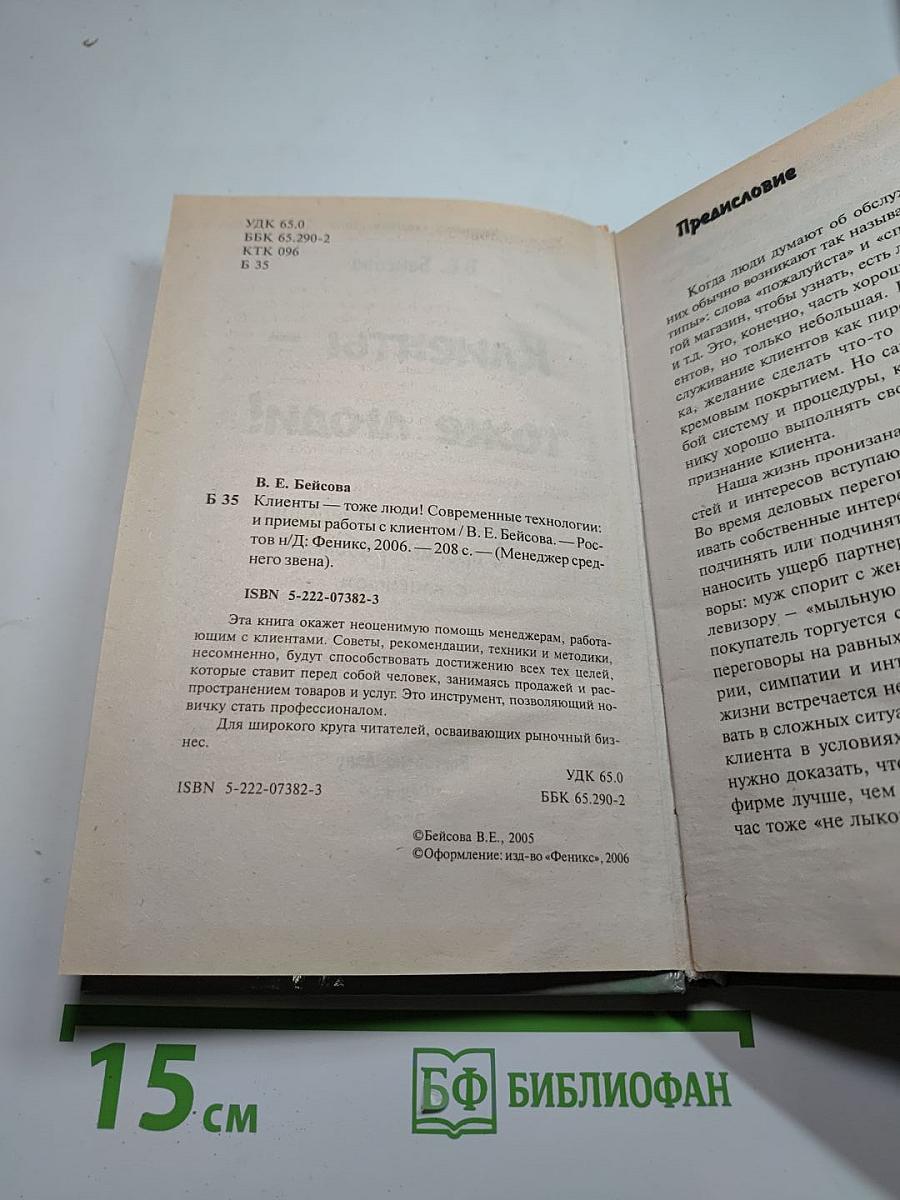 УДК 65.0
ББК 65.290-2
КТК 096
Б 35
В. Е. Бейсова
Б 35 Клиенты — тоже люди! Современные технологии:
и приемы работы с клиентом / В. Е. Бейсова. — Рос-
тов н/Д: Феникс, 2006. — 208 с. — (Менеджер сред-
него звена).
ISBN 5-222-07382-3
Эта книга окажет неоценимую помощь менеджерам, работа-
ющим с клиентами. Советы, рекомендации, техники и методики,
несомненно, будут способствовать достижению всех тех целей,
которые ставит перед собой человек, занимаясь продажей и рас-
пространением товаров и услуг. Это инструмент, позволяющий но-
вичку стать профессионалом.
Для широкого круга читателей, осваивающих рыночный биз-
нес.
УДК 65.0
ISBN 5-222-07382-3
ББК 65.290-2
©Бейсова В.Е., 2005
©Оформление: изд-во «Феникс», 2006
Предисловие
Когда люди думают об обслуж
них обычно возникают так называ
типы»: слова «пожалуйста» и «сп
гой магазин, чтобы узнать, есть л
и т.д. Это, конечно, часть хорош
ентов, но только небольшая.
служивание клиентов как пиро
ка, желание сделать что-то
кремовым покрытием. Но са
бой систему и процедуры, к
нику хорошо выполнять сво
признание клиента.
Наша жизнь пронизана
стей и интересов вступаю
Во время деловых перегов
ивать собственные интере
подчинять или подчинят
наносить ущерб партнер
воры: муж спорит с жен
левизору – «мыльную
покупатель торгуется с
переговоры на равных
рии, симпатии и инт
жизни встречается не
вать в сложных ситуа
клиента в условиях
нужно доказать, что
фирме лучше, чем
час тоже «не лыко
15 см
БФ БИБЛИОФАН